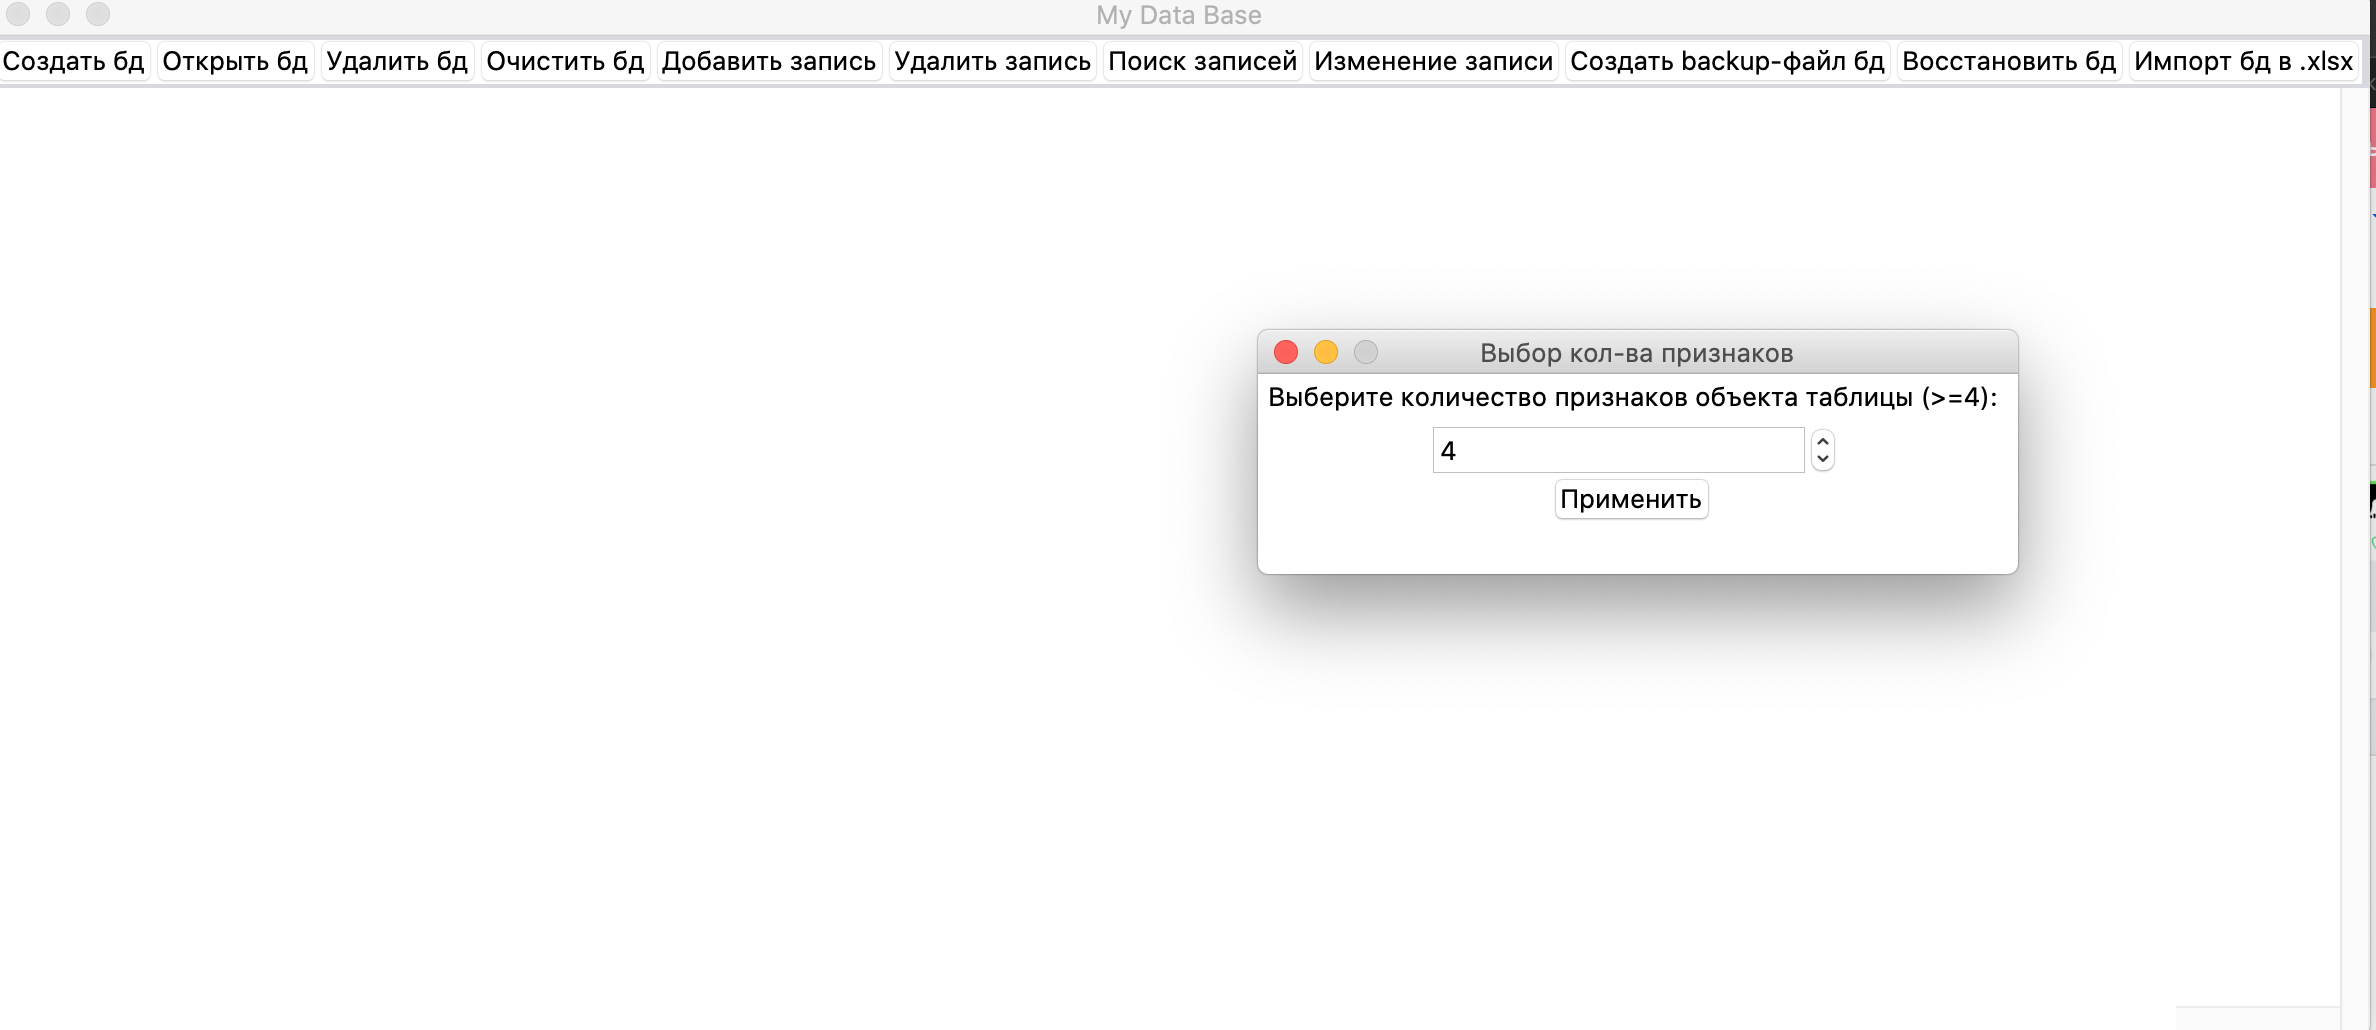 My Data Base
Создать бд Открыть бд Удалить бд Очистить бд Добавить запись Удалить запись Поиск записей Изменение записи Создать backup-файл бд Восстановить бд Импорт бд в .xlsx
Выбор кол-ва признаков
Выберите количество признаков объекта таблицы (>=4):
4
Применить